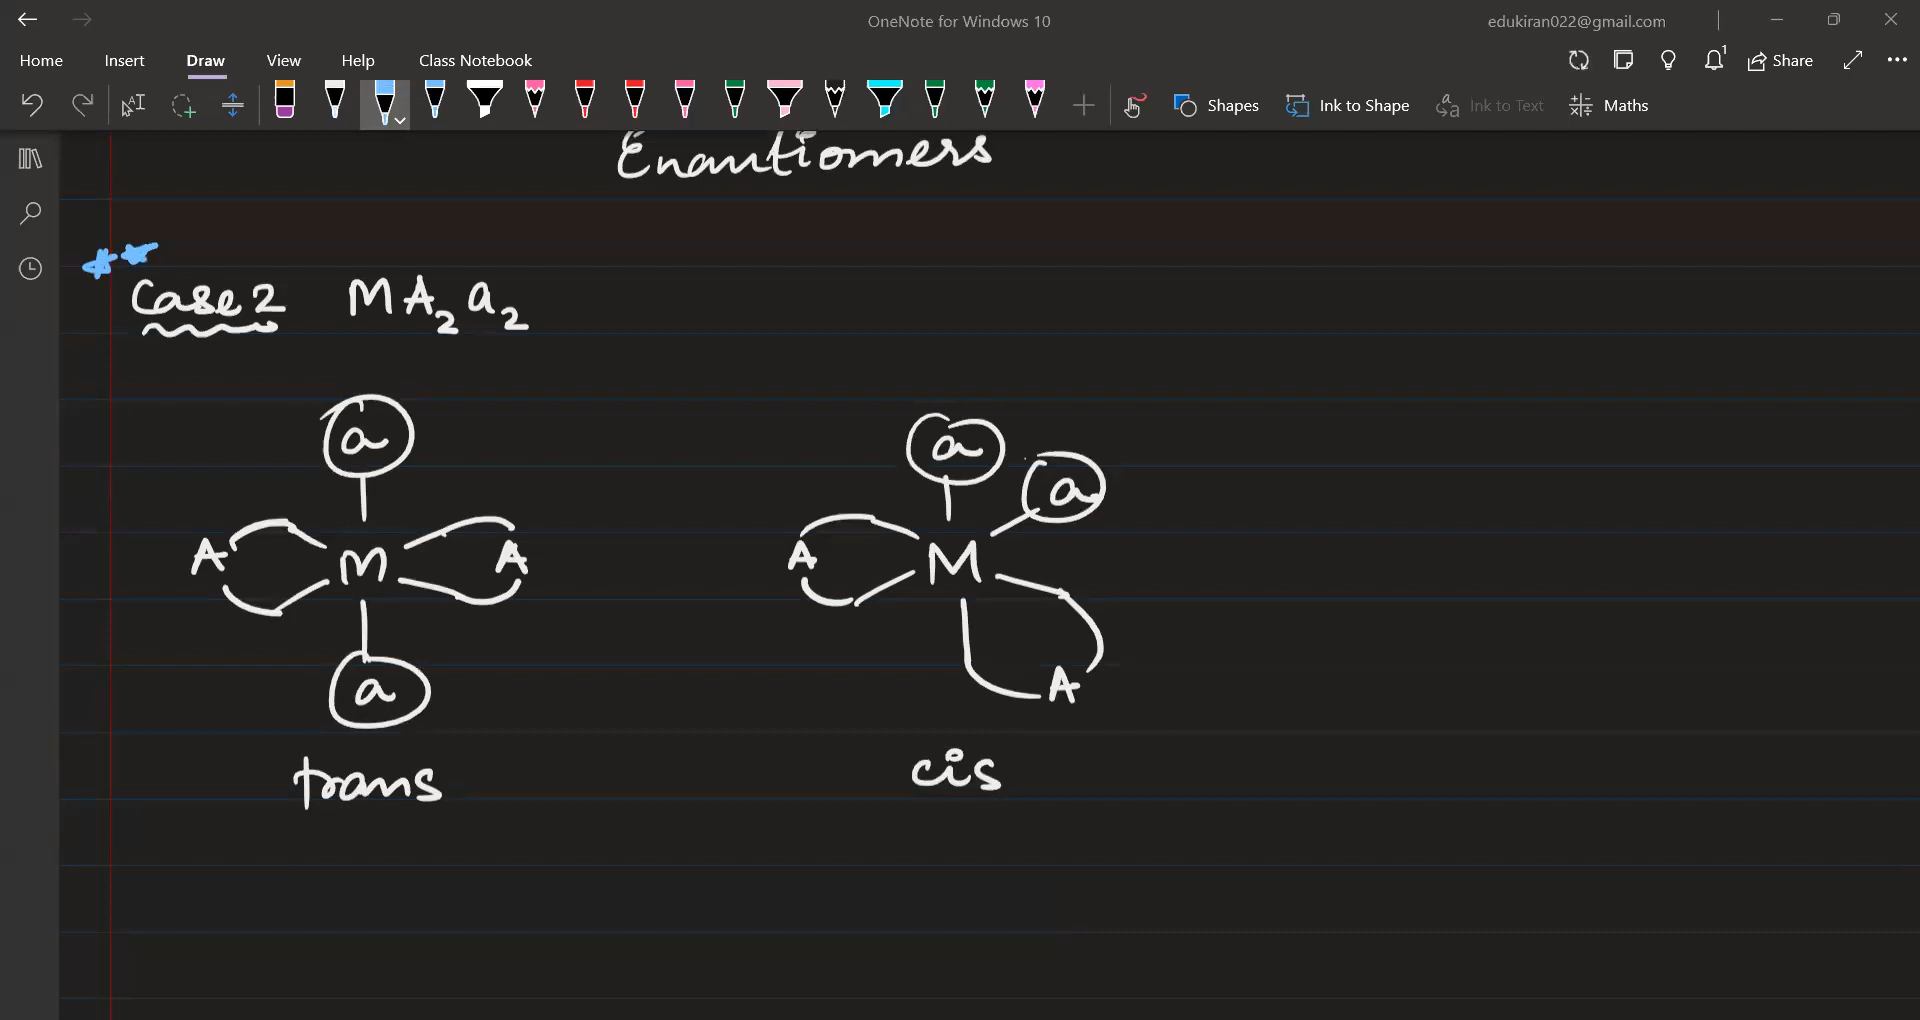 OneNote for Windows 10 edukiran022@gmail.com
Home Insert Draw View Help Class Notebook Share
Shapes Ink to Shape Ink to Text Maths
Enantiomers
Case 2 MA₂a₂
a a
a
A M A A M
A
a
trans cis